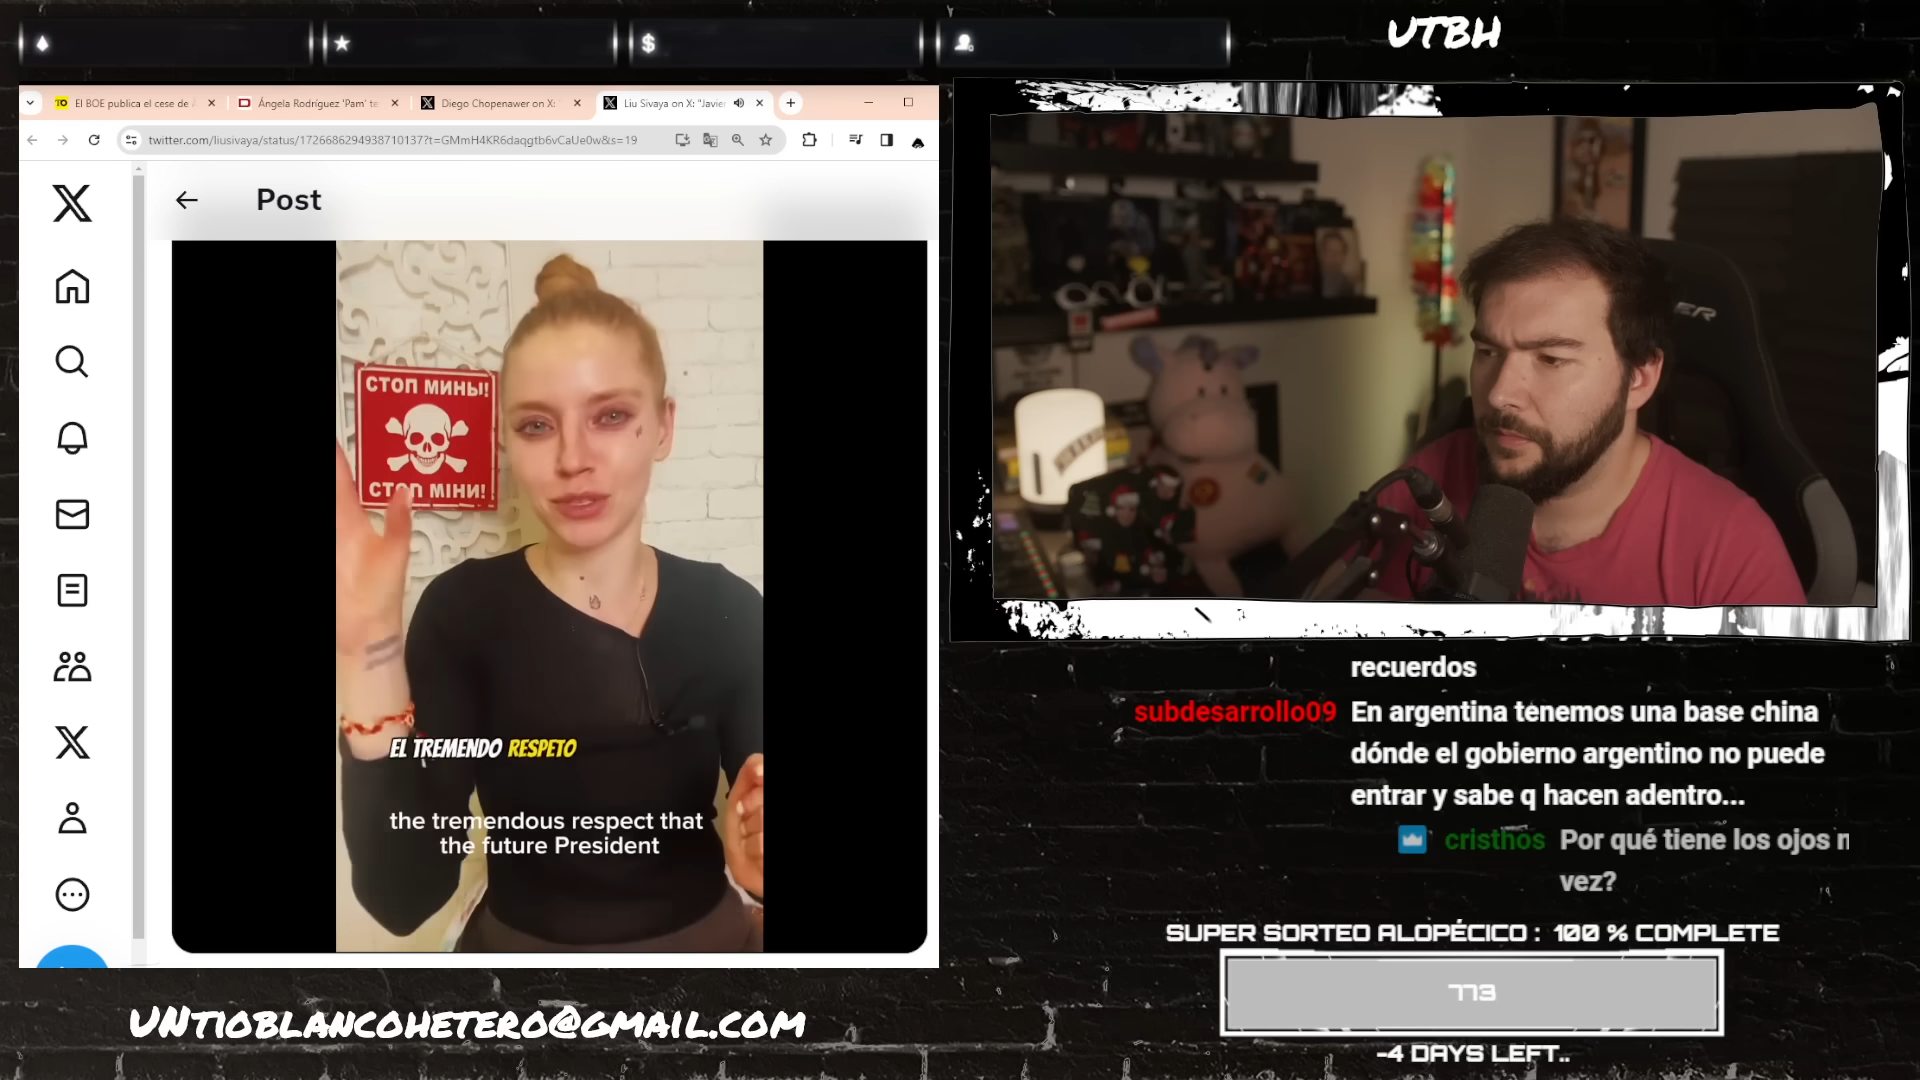 UTBH
$
El BOE publica el cese de
Ángela Rodríguez 'Pam' te
Diego Chopenawer on X:
Liu Sivaya on X: "Javier
twitter.com/liusivaya/status/1726686294938710137?t=GMmH4KR6daqgtb6vCaUe0w&s=19
Post
СТОП МИНЫ!
СТОП МІНИ!
EL TREMENDO RESPETO
the tremendous respect that
the future President
recuerdos
subdesarrollo09 En argentina tenemos una base china
dónde el gobierno argentino no puede
entrar y sabe q hacen adentro...
cristhos Por qué tiene los ojos
vez?
SUPER SORTEO ALOPÉCICO : 100 % COMPLETE
773
-4 DAYS LEFT..
UNTIOBLANCOHETERO@GMAIL.COM